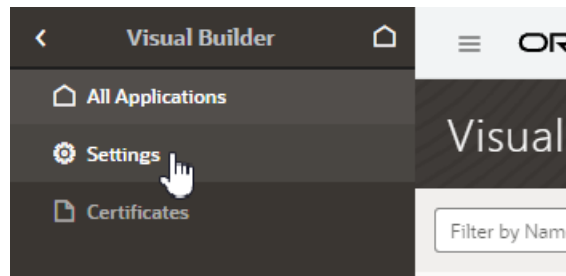 Visual Builder
All Applications
Settings
Certificates
OR
Visual
Filter by Nam